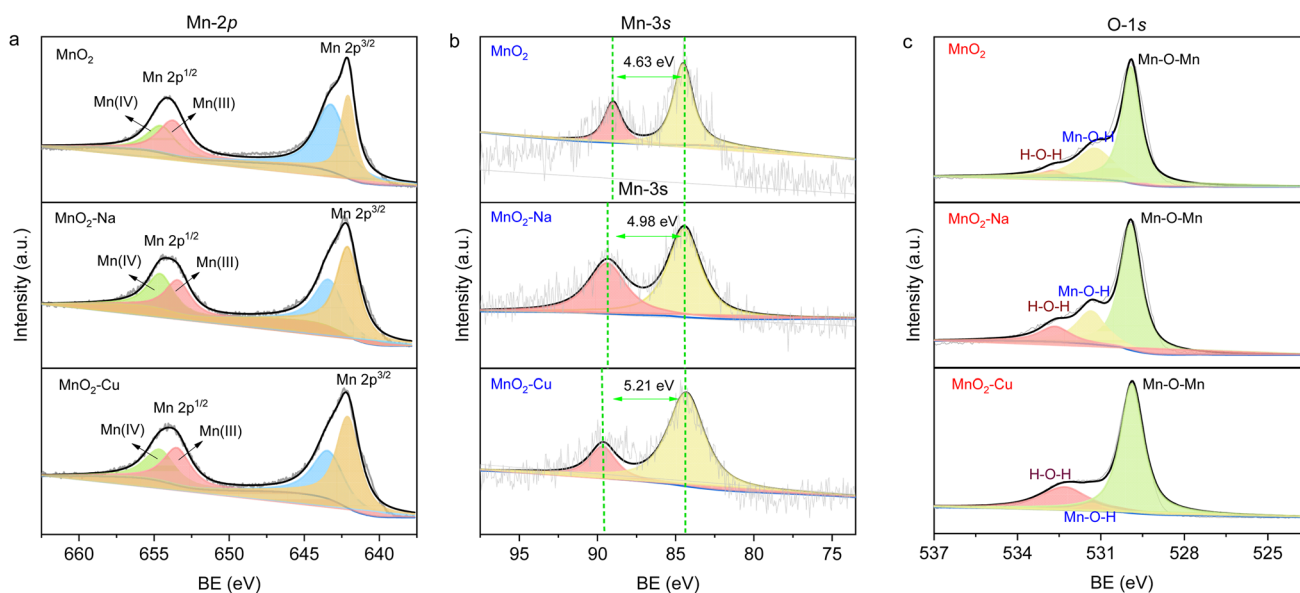 a
Mn-2p
MnO₂
Mn 2p³/²
Mn 2p¹/²
Mn(IV)
Mn(III)
MnO₂-Na
Mn 2p³/²
Mn 2p¹/²
Mn(IV)
Mn(III)
MnO₂-Cu
Mn 2p³/²
Mn 2p¹/²
Mn(IV)
Mn(III)
Intensity (a.u.)
660 655 650 645 640
BE (eV)
b
Mn-3s
MnO₂
4.63 eV
Mn-3s
MnO₂-Na
4.98 eV
MnO₂-Cu
5.21 eV
Intensity (a.u.)
95 90 85 80 75
BE (eV)
c
O-1s
MnO₂
Mn-O-Mn
Mn-O-H
H-O-H
MnO₂-Na
Mn-O-Mn
Mn-O-H
H-O-H
MnO₂-Cu
Mn-O-Mn
H-O-H
Mn-O-H
Intensity (a.u.)
537 534 531 528 524
BE (eV)